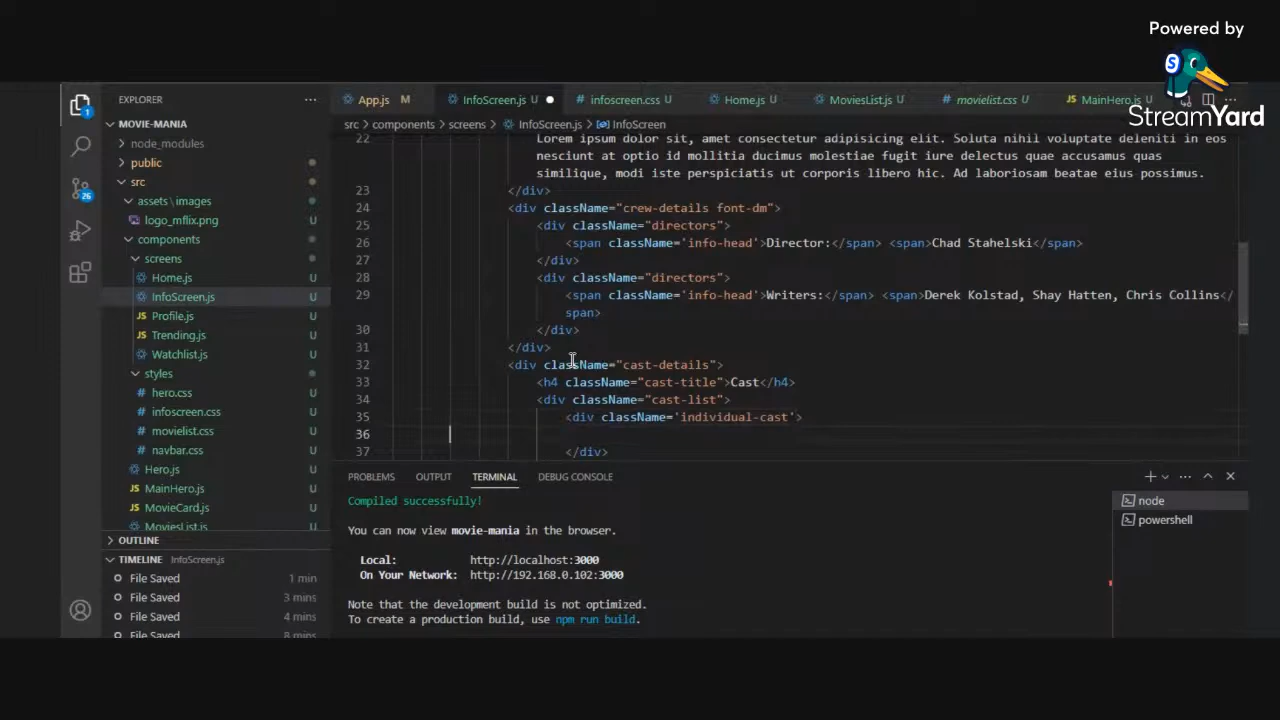 Powered by
StreamYard
EXPLORER
App.js M
InfoScreen.js U
infoscreen.css U
Home.js U
MoviesList.js U
movielist.css U
MainHero.js U
src > components > screens > InfoScreen.js > InfoScreen
MOVIE-MANIA
node_modules
public
src
assets \ images
logo_mflix.png U
components
screens
Home.js U
InfoScreen.js U
Profile.js U
Trending.js U
Watchlist.js U
styles
hero.css U
infoscreen.css U
movielist.css U
navbar.css U
Hero.js U
MainHero.js U
MovieCard.js U
MoviesList.js U
OUTLINE
TIMELINE InfoScreen.js
File Saved 1 min
File Saved 3 mins
File Saved 4 mins
File Saved 8 mins
22 Lorem ipsum dolor sit, amet consectetur adipisicing elit. Soluta nihil voluptate deleniti in eos
nesciunt at optio id mollitia ducimus molestiae fugit iure delectus quae accusamus quas
similique, modi iste perspiciatis ut corporis libero hic. Ad laboriosam beatae eius possimus.
23 </div>
24 <div className="crew-details font-dm">
25 <div className="directors">
26 <span className='info-head'>Director:</span> <span>Chad Stahelski</span>
27 </div>
28 <div className="directors">
29 <span className='info-head'>Writers:</span> <span>Derek Kolstad, Shay Hatten, Chris Collins</
span>
30 </div>
31 </div>
32 <div className="cast-details">
33 <h4 className="cast-title">Cast</h4>
34 <div className="cast-list">
35 <div className='individual-cast'>
36
37 </div>
PROBLEMS OUTPUT TERMINAL DEBUG CONSOLE
Compiled successfully!
You can now view movie-mania in the browser.
Local: http://localhost:3000
On Your Network: http://192.168.0.102:3000
Note that the development build is not optimized.
To create a production build, use npm run build.
node
powershell
1
26